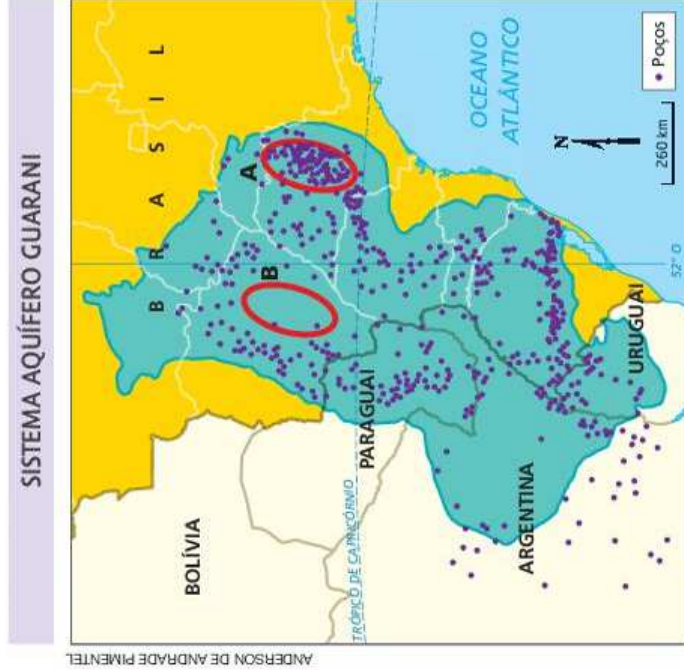 SISTEMA AQUÍFERO GUARANI
BRASIL
A
B
BOLÍVIA
PARAGUAI
TRÓPICO DE CAPRICÓRNIO
ARGENTINA
URUGUAI
OCEANO
ATLÂNTICO
N
Poços
260 km
52° O
ANDERSON DE ANDRADE PIMENTEL